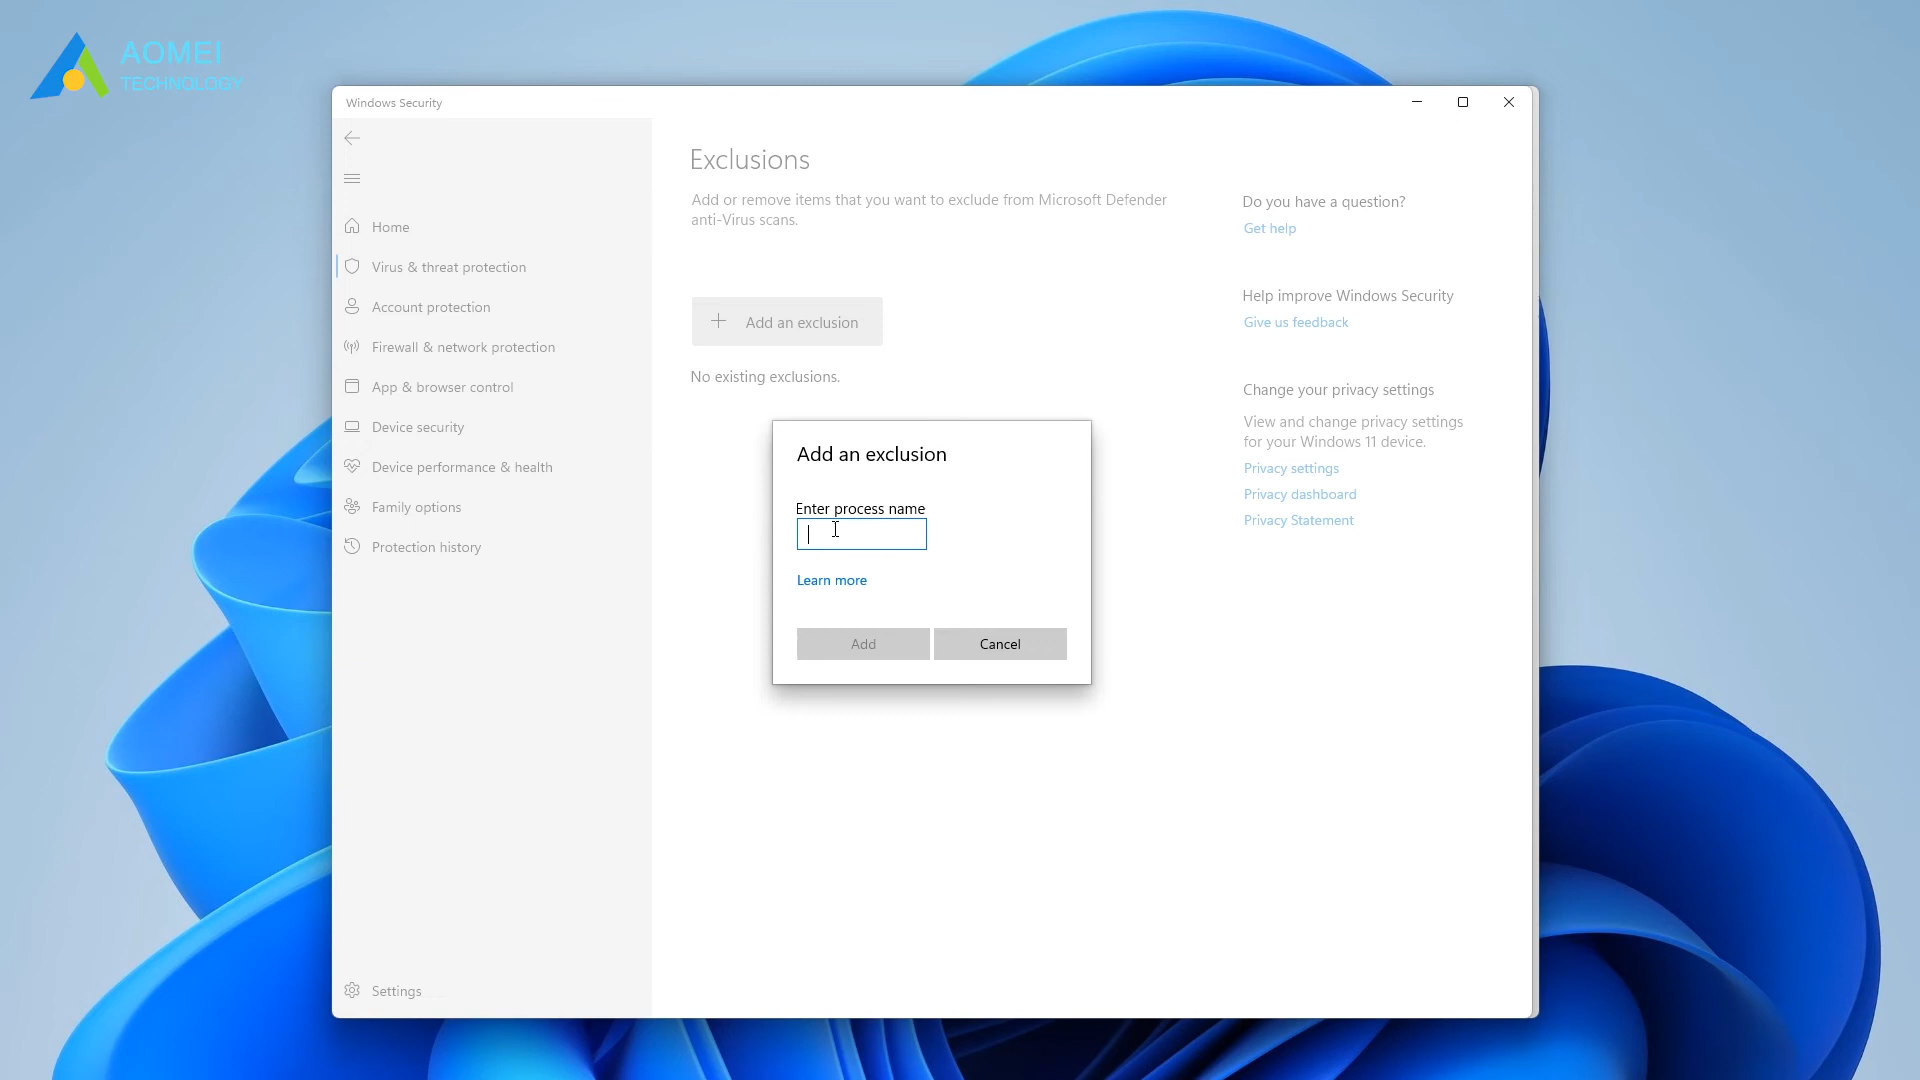 AOMEI
TECHNOLOGY
Windows Security
Home
Virus & threat protection
Account protection
Firewall & network protection
App & browser control
Device security
Device performance & health
Family options
Protection history
Settings
Exclusions
Add or remove items that you want to exclude from Microsoft Defender
anti-Virus scans.
Add an exclusion
No existing exclusions.
Add an exclusion
Enter process name
Learn more
Add
Cancel
Do you have a question?
Get help
Help improve Windows Security
Give us feedback
Change your privacy settings
View and change privacy settings
for your Windows 11 device.
Privacy settings
Privacy dashboard
Privacy Statement